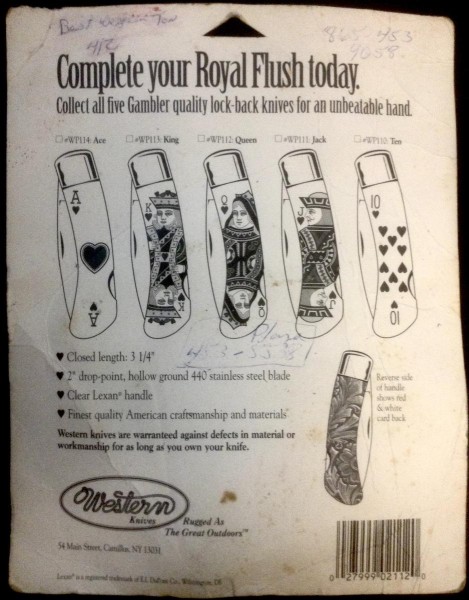 865 453
9058
412
Complete your Royal Flush today.
Collect all five Gambler quality lock-back knives for an unbeatable hand.
□ #WP114: Ace □ #WP113: King □ #WP112: Queen □ #WP111: Jack □ #WP110: Ten
A K Q J 10
A K Q J 10
♥ Closed length: 3 1/4"
♥ 2" drop-point, hollow ground 440 stainless steel blade
♥ Clear Lexan® handle
♥ Finest quality American craftsmanship and materials
453-5358
Western knives are warranteed against defects in material or
workmanship for as long as you own your knife.
Reverse side
of handle
shows red
& white
card back
Western
Knives
Rugged As
The Great Outdoors™
54 Main Street, Camillus, NY 13031
Lexan® is a registered trademark of E.I. DuPont Co., Wilmington, DE
0 27999 02112 0